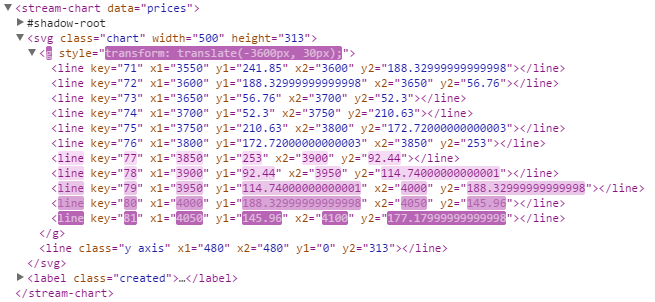 ▼<stream-chart data="prices">
▶#shadow-root
▼<svg class="chart" width="500" height="313">
▼<g style="transform: translate(-3600px, 30px);">
<line key="71" x1="3550" y1="241.85" x2="3600" y2="188.32999999999998"></line>
<line key="72" x1="3600" y1="188.32999999999998" x2="3650" y2="56.76"></line>
<line key="73" x1="3650" y1="56.76" x2="3700" y2="52.3"></line>
<line key="74" x1="3700" y1="52.3" x2="3750" y2="210.63"></line>
<line key="75" x1="3750" y1="210.63" x2="3800" y2="172.72000000000003"></line>
<line key="76" x1="3800" y1="172.72000000000003" x2="3850" y2="253"></line>
<line key="77" x1="3850" y1="253" x2="3900" y2="92.44"></line>
<line key="78" x1="3900" y1="92.44" x2="3950" y2="114.74000000000001"></line>
<line key="79" x1="3950" y1="114.74000000000001" x2="4000" y2="188.32999999999998"></line>
<line key="80" x1="4000" y1="188.32999999999998" x2="4050" y2="145.96"></line>
<line key="81" x1="4050" y1="145.96" x2="4100" y2="177.17999999999998"></line>
</g>
<line class="y axis" x1="480" x2="480" y1="0" y2="313"></line>
</svg>
▶<label class="created">…</label>
</stream-chart>